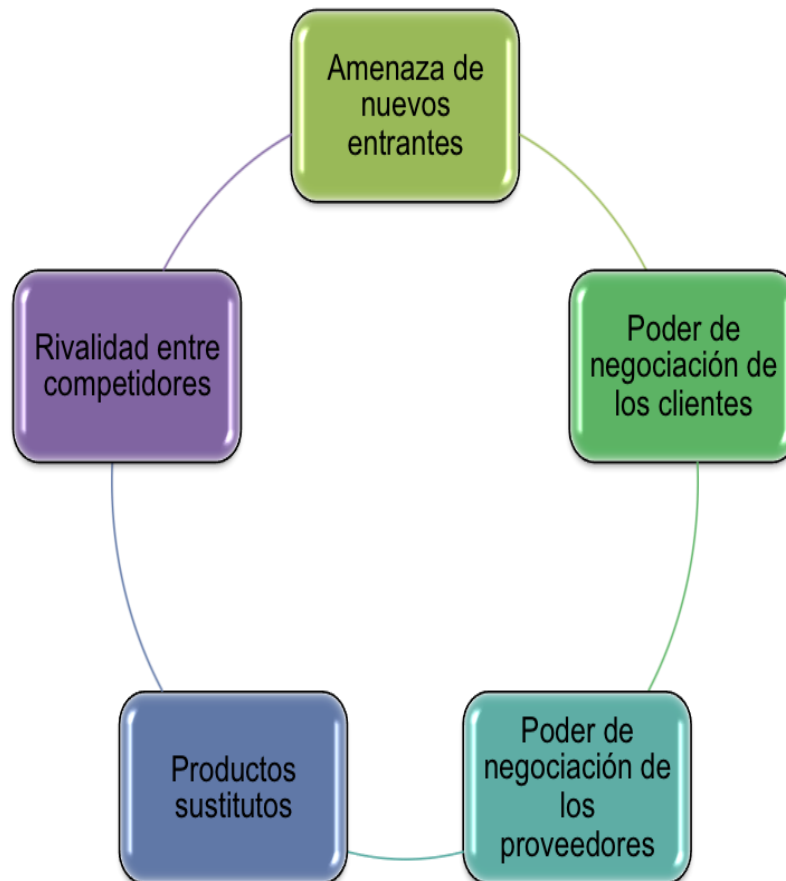 Amenaza de
nuevos
entrantes
Rivalidad entre
competidores
Poder de
negociación de
los clientes
Productos
sustitutos
Poder de
negociación de
los
proveedores